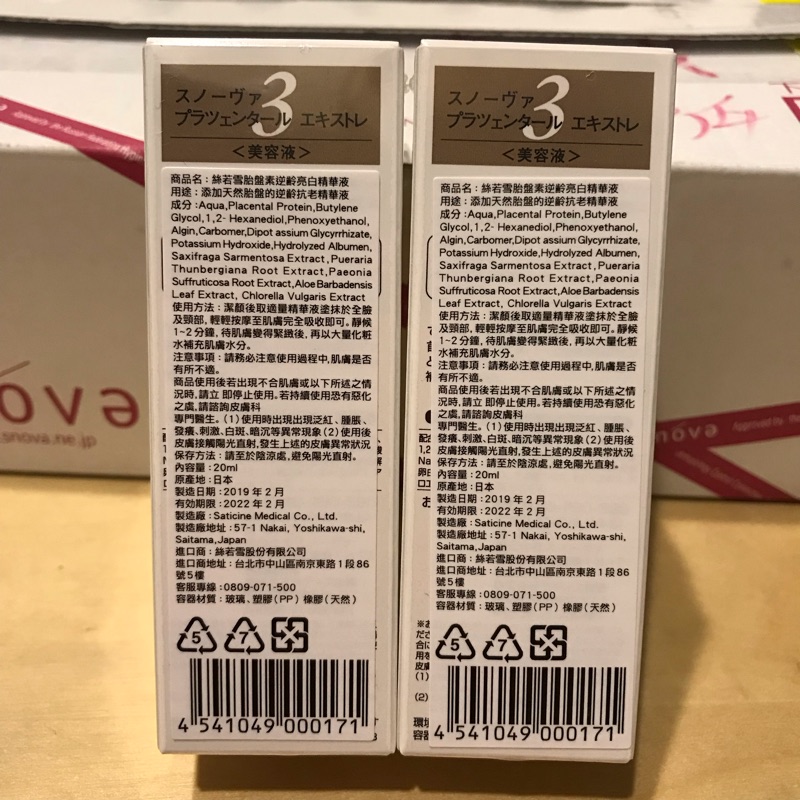 スノーヴァ
3
プラツェンタール エキストレ
<美容液>
商品名:絲若雪胎盤素逆齡亮白精華液
用途:添加天然胎盤的逆齡抗老精華液
成分:Aqua,Placental Protein,Butylene
Glycol,1,2- Hexanediol,Phenoxyethanol,
Algin,Carbomer,Dipot assium Glycyrrhizate,
Potassium Hydroxide,Hydrolyzed Albumen,
Saxifraga Sarmentosa Extract,Pueraria
Thunbergiana Root Extract,Paeonia
Suffruticosa Root Extract,Aloe Barbadensis
Leaf Extract, Chlorella Vulgaris Extract
使用方法:潔顏後取適量精華液塗抹於全臉
及頸部,輕輕按摩至肌膚完全吸收即可。靜候
1~2分鐘,待肌膚變得緊緻後,再以大量化粧
水補充肌膚水分。
注意事項:請務必注意使用過程中,肌膚是否
有所不適。
商品使用後若出現不合肌膚或以下所述之情
況時,請立 即停止使用。若持續使用恐有惡化
之虞,請諮詢皮膚科
專門醫生。(1)使用時出現出現泛紅、腫脹、
發癢、刺激、白斑、暗沉等異常現象(2)使用後
皮膚接觸陽光直射,發生上述的皮膚異常狀況
保存方法:請至於陰涼處,避免陽光直射。
內容量:20ml
原產地:日本
製造日期:2019 年 2 月
有效期限:2022 年 2 月
製造廠:Saticine Medical Co., Ltd.
製造廠地址:57-1 Nakai, Yoshikawa-shi,
Saitama,Japan
進口商:絲若雪股份有限公司
進口商地址:台北市中山區南京東路1段86
號5樓
客服專線:0809-071-500
容器材質:玻璃、塑膠(PP) 橡膠(天然)
5 7
4 541049 000171
スノーヴァ
3
プラツェンタール エキストレ
<美容液>
商品名:絲若雪胎盤素逆齡亮白精華液
用途:添加天然胎盤的逆齡抗老精華液
成分:Aqua,Placental Protein,Butylene
Glycol,1,2- Hexanediol,Phenoxyethanol,
Algin,Carbomer,Dipot assium Glycyrrhizate,
Potassium Hydroxide,Hydrolyzed Albumen,
Saxifraga Sarmentosa Extract,Pueraria
Thunbergiana Root Extract,Paeonia
Suffruticosa Root Extract,Aloe Barbadensis
Leaf Extract, Chlorella Vulgaris Extract
使用方法:潔顏後取適量精華液塗抹於全臉
及頸部,輕輕按摩至肌膚完全吸收即可。靜候
1~2分鐘,待肌膚變得緊緻後,再以大量化粧
水補充肌膚水分。
注意事項:請務必注意使用過程中,肌膚是否
有所不適。
商品使用後若出現不合肌膚或以下所述之情
況時,請立 即停止使用。若持續使用恐有惡化
之虞,請諮詢皮膚科
專門醫生。(1)使用時出現出現泛紅、腫脹、
發癢、刺激、白斑、暗沉等異常現象(2)使用後
皮膚接觸陽光直射,發生上述的皮膚異常狀況
保存方法:請至於陰涼處,避免陽光直射。
內容量:20ml
原產地:日本
製造日期:2019 年 2 月
有效期限:2022 年 2 月
製造廠:Saticine Medical Co., Ltd.
製造廠地址:57-1 Nakai, Yoshikawa-shi,
Saitama,Japan
進口商:絲若雪股份有限公司
進口商地址:台北市中山區南京東路1段86
號5樓
客服專線:0809-071-500
容器材質:玻璃、塑膠(PP) 橡膠(天然)
5 7
4 541049 000171
ova
snova.ne.jp
nova